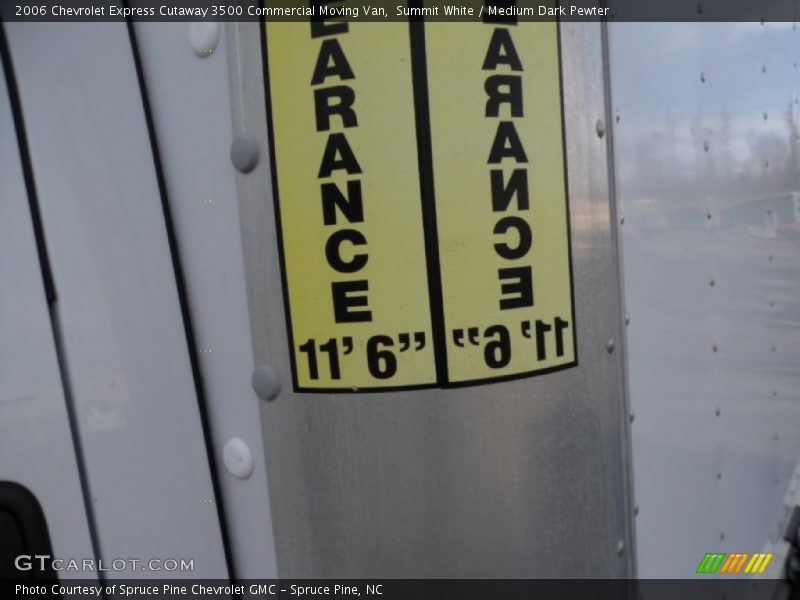 2006 Chevrolet Express Cutaway 3500 Commercial Moving Van,  Summit White / Medium Dark Pewter
EARANCE
11’ 6”
ARANCE
11’ 6”
GTCARLOT.COM
Photo Courtesy of Spruce Pine Chevrolet GMC – Spruce Pine, NC